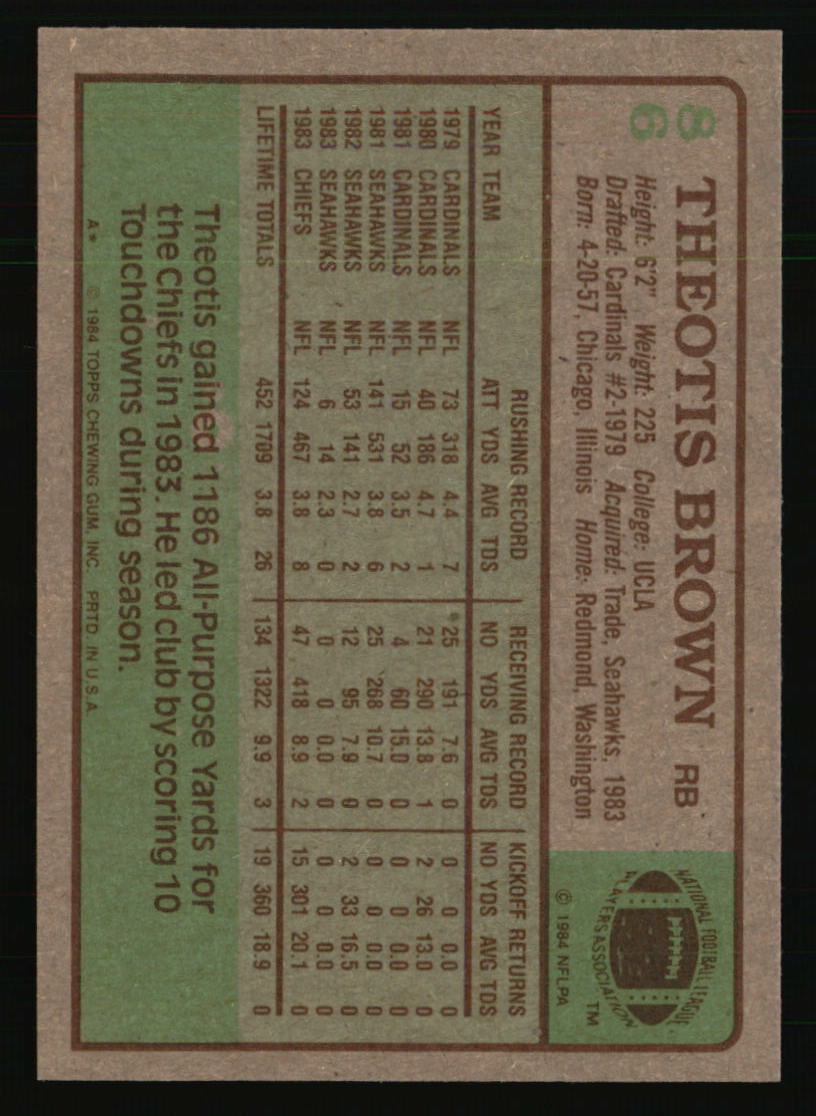 86
THEOTIS BROWN RB
Height: 6'2" Weight: 225 College: UCLA
Drafted: Cardinals #2-1979 Acquired: Trade, Seahawks, 1983
Born: 4-20-57, Chicago, Illinois Home: Redmond, Washington
NATIONAL FOOTBALL LEAGUE
PLAYERS ASSOCIATION TM
© 1984 NFLPA
RUSHING RECORD RECEIVING RECORD KICKOFF RETURNS
YEAR TEAM ATT YDS AVG TDS NO YDS AVG TDS NO YDS AVG TDS
1979 CARDINALS NFL 73 318 4.4 7 25 191 7.6 0 0 0 0.0 0
1980 CARDINALS NFL 40 186 4.7 1 21 290 13.8 1 2 26 13.0 0
1981 CARDINALS NFL 15 52 3.5 2 4 60 15.0 0 0 0 0.0 0
1981 SEAHAWKS NFL 141 531 3.8 6 25 268 10.7 0 0 0 0.0 0
1982 SEAHAWKS NFL 53 141 2.7 2 12 95 7.9 0 2 33 16.5 0
1983 SEAHAWKS NFL 6 14 2.3 0 0 0 0.0 0 0 0 0.0 0
1983 CHIEFS NFL 124 467 3.8 8 47 418 8.9 2 15 301 20.1 0
LIFETIME TOTALS 452 1709 3.8 26 134 1322 9.9 3 19 360 18.9 0
Theotis gained 1186 All-Purpose Yards for
the Chiefs in 1983. He led club by scoring 10
Touchdowns during season.
A* © 1984 TOPPS CHEWING GUM, INC. PRTD. IN U.S.A.